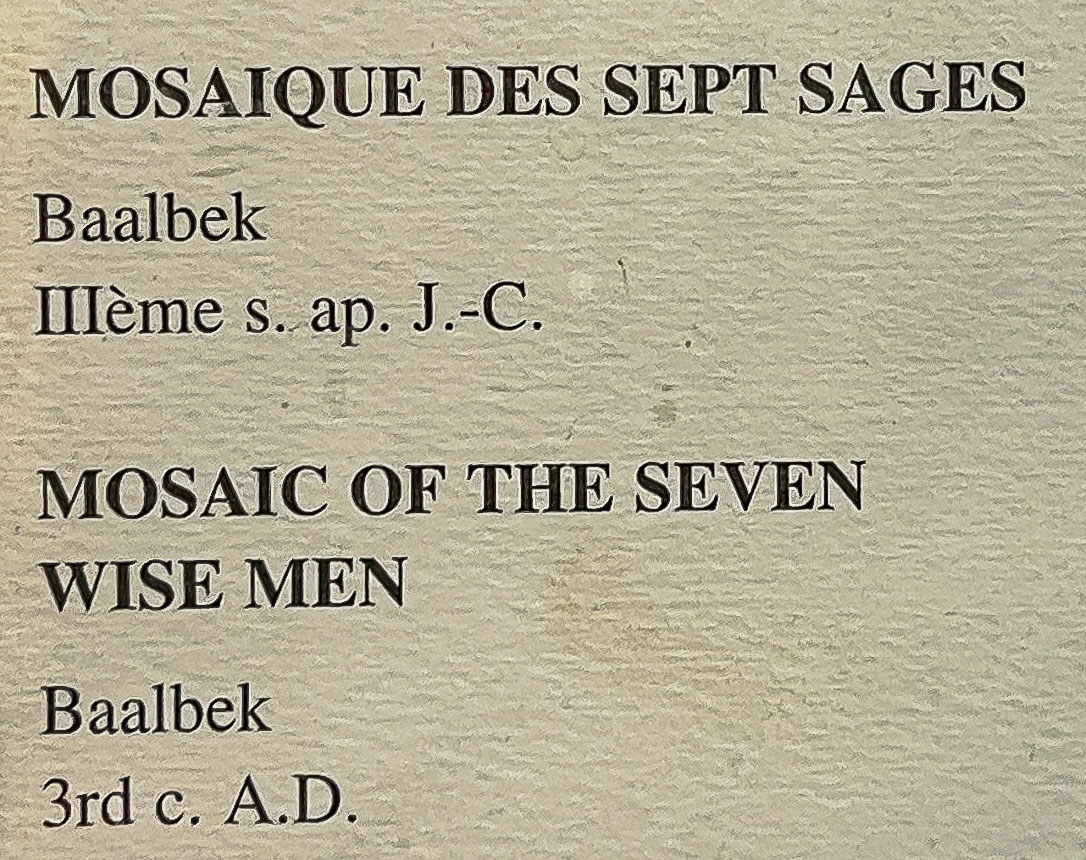 MOSAIQUE DES SEPT SAGES
Baalbek
IIIème s. ap. J.-C.
MOSAIC OF THE SEVEN
WISE MEN
Baalbek
3rd c. A.D.